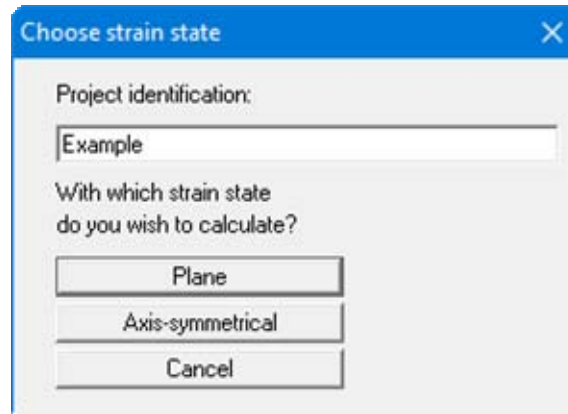 Choose strain state
Project identification:
Example
With which strain state
do you wish to calculate?
Plane
Axis-symmetrical
Cancel